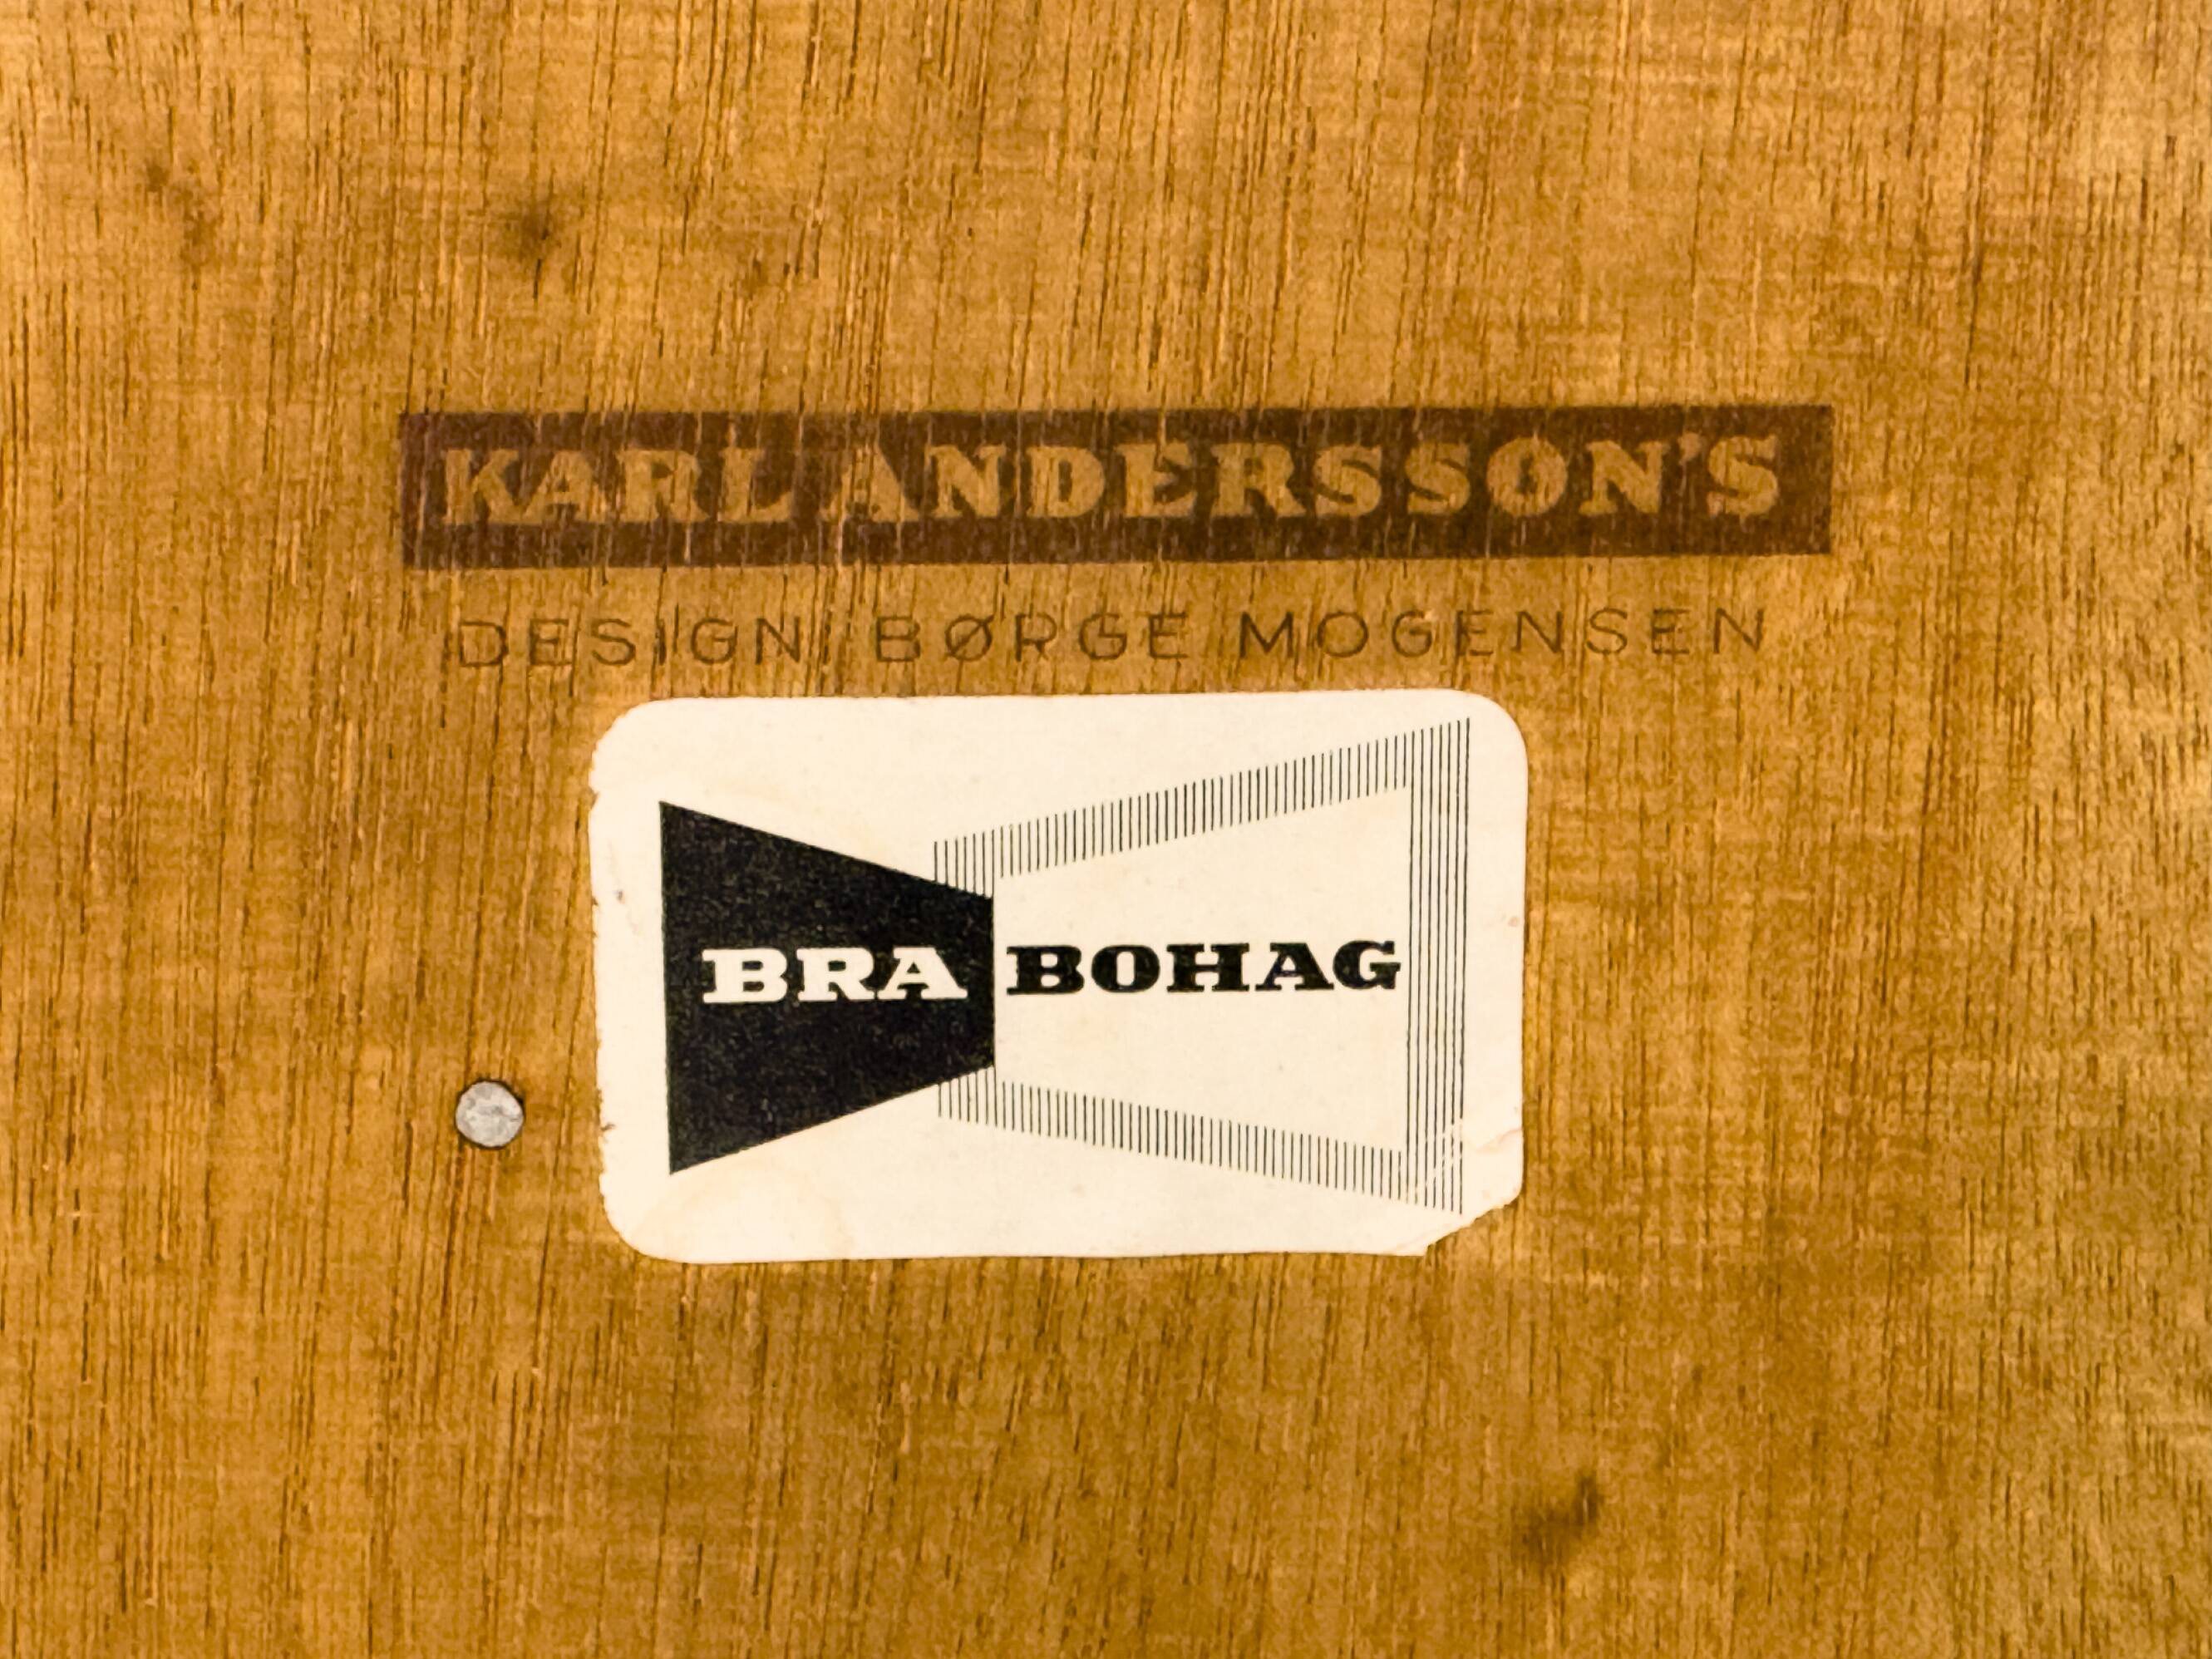 KARL ANDERSSON'S
DESIGN BØRGE MOGENSEN
BRA BOHAG